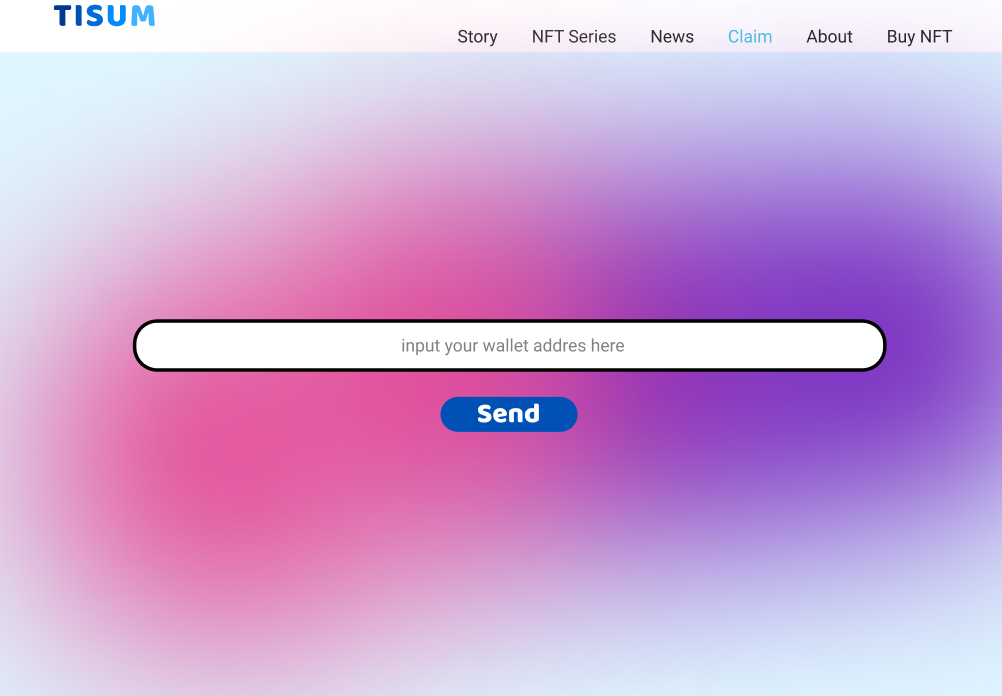 TISUM
Story NFT Series News Claim About Buy NFT
input your wallet addres here
Send